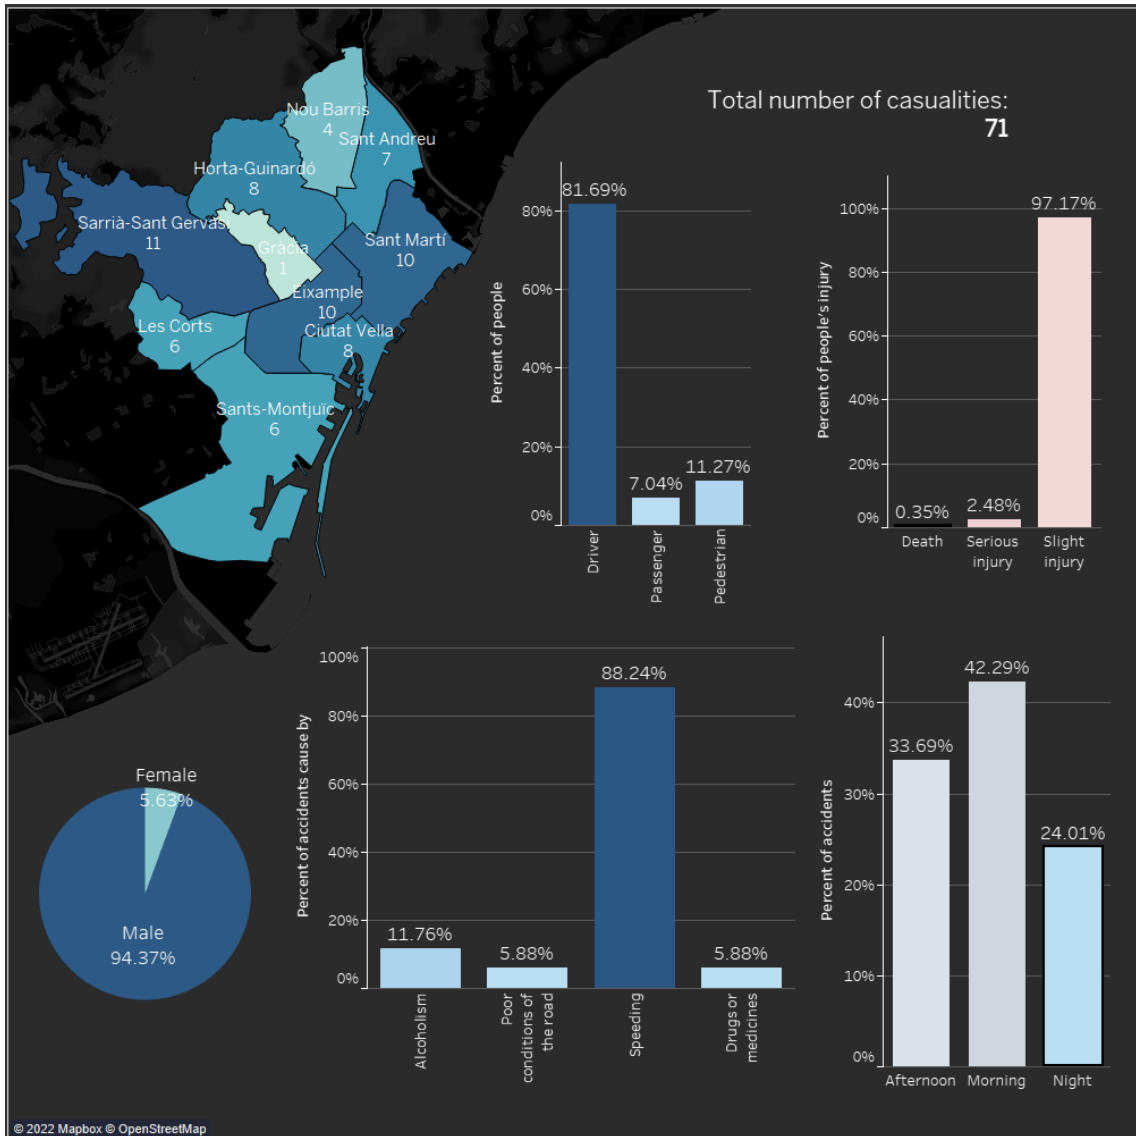 Nou Barris
4
Sant Andreu
7
Horta-Guinardó
8
Sarrià-Sant Gervasi
11
Gràcia
1
Sant Martí
10
Eixample
10
Les Corts
6
Ciutat Vella
8
Sants-Montjuïc
6
Total number of casualities:
71
Percent of people
80%
60%
40%
20%
0%
81.69%
7.04%
11.27%
Driver
Passenger
Pedestrian
Percent of people's injury
100%
80%
60%
40%
20%
0%
0.35%
2.48%
97.17%
Death
Serious
injury
Slight
injury
Female
5.63%
Male
94.37%
Percent of accidents cause by
100%
80%
60%
40%
20%
0%
11.76%
5.88%
88.24%
5.88%
Alcoholism
Poor
conditions of
the road
Speeding
Drugs or
medicines
Percent of accidents
40%
30%
20%
10%
0%
33.69%
42.29%
24.01%
Afternoon
Morning
Night
© 2022 Mapbox © OpenStreetMap